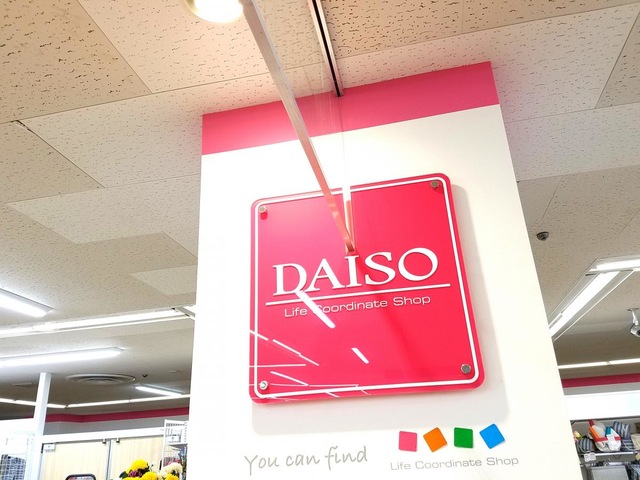 DAISO
Life Coordinate Shop
You can find
Life Coordinate Shop